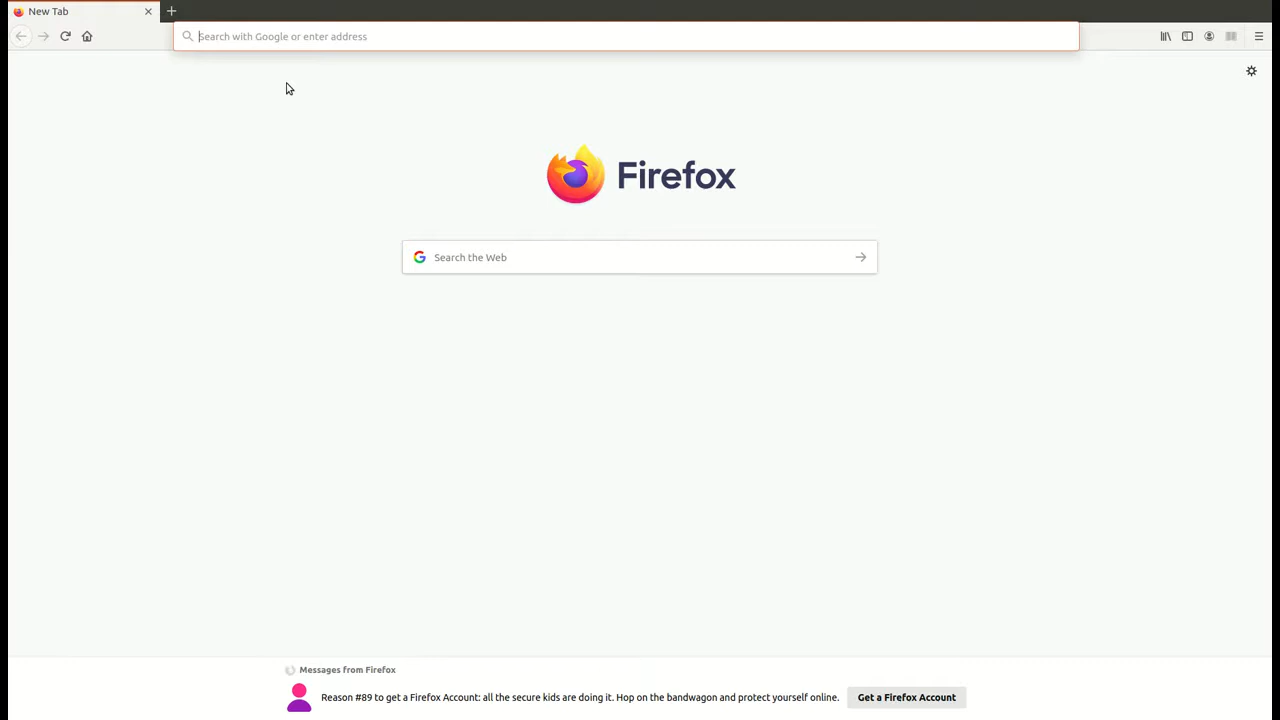 New Tab
Search with Google or enter address
Firefox
Search the Web
Messages from Firefox
Reason #89 to get a Firefox Account: all the secure kids are doing it. Hop on the bandwagon and protect yourself online.
Get a Firefox Account